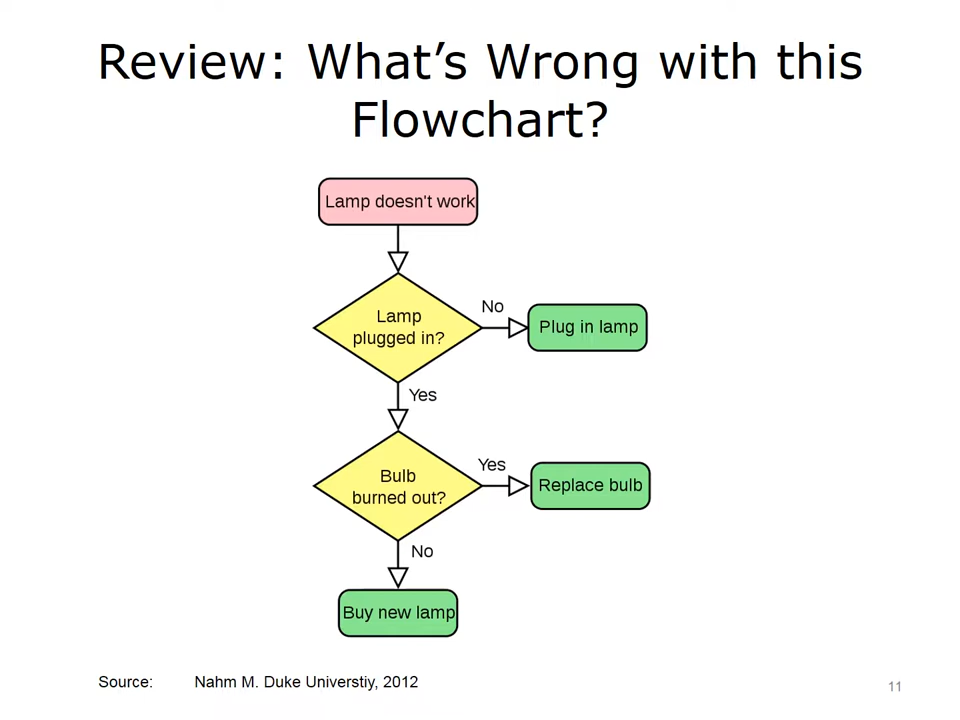 Review: What's Wrong with this
Flowchart?
Lamp doesn't work
Lamp
plugged in?
No
Plug in lamp
Yes
Bulb
burned out?
Yes
Replace bulb
No
Buy new lamp
Source: Nahm M. Duke Universtiy, 2012
11